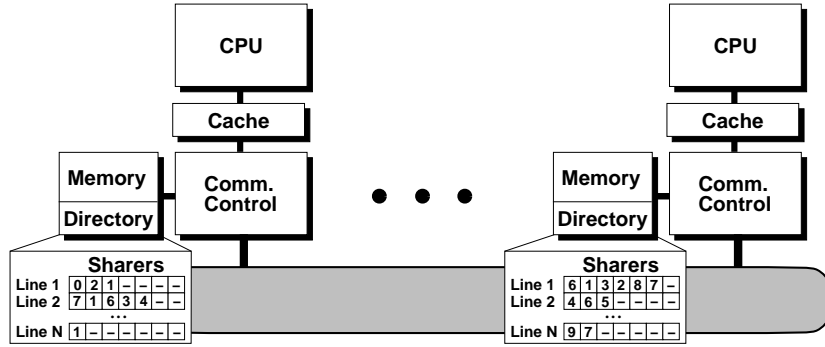 CPU
Cache
Memory
Directory
Comm.
Control
Sharers
Line 1 0 2 1 – – – –
Line 2 7 1 6 3 4 – –
...
Line N 1 – – – – – –
• • •
CPU
Cache
Memory
Directory
Comm.
Control
Sharers
Line 1 6 1 3 2 8 7 –
Line 2 4 6 5 – – – –
...
Line N 9 7 – – – – –